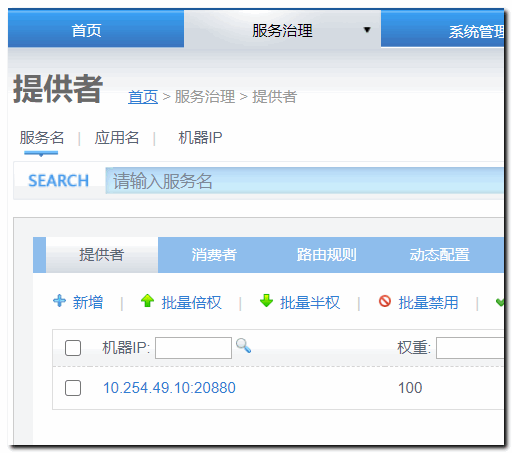 首页 服务治理 系统管理
提供者 首页 > 服务治理 > 提供者
服务名 | 应用名 | 机器IP
SEARCH 请输入服务名
提供者 消费者 路由规则 动态配置
新增 | 批量倍权 | 批量半权 | 批量禁用 |
机器IP: 权重:
10.254.49.10:20880 100